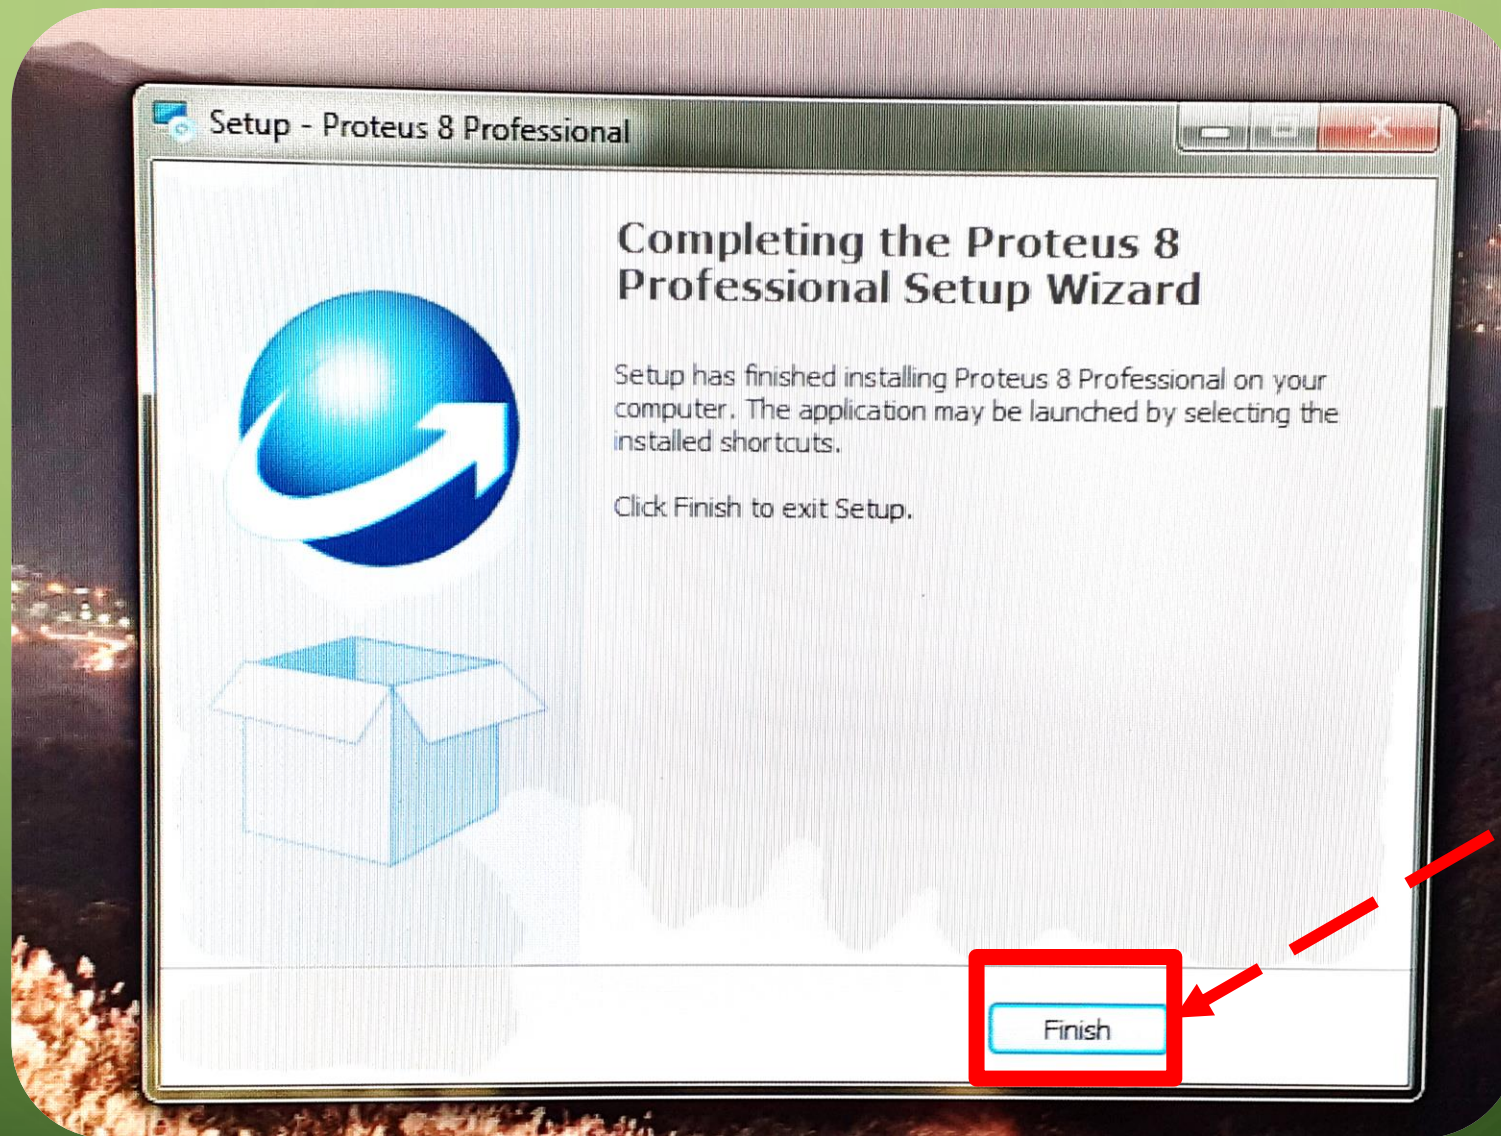 Setup - Proteus 8 Professional
Completing the Proteus 8
Professional Setup Wizard
Setup has finished installing Proteus 8 Professional on your
computer. The application may be launched by selecting the
installed shortcuts.
Click Finish to exit Setup.
Finish